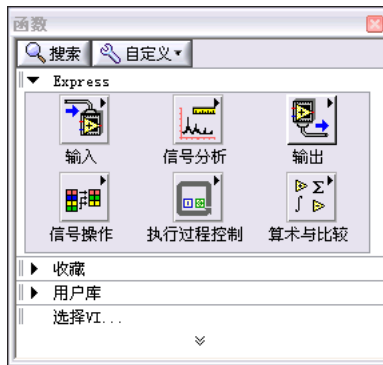 函数
搜索 自定义
Express
输入 信号分析 输出
信号操作 执行过程控制 算术与比较
收藏
用户库
选择VI...